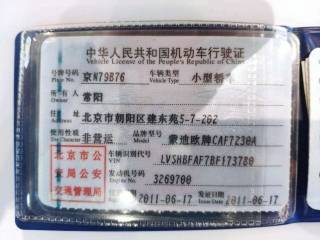 中华人民共和国机动车行驶证
Vehicle License of the People's Republic of China
号牌号码 京N79B76 车辆类型 小型轿车
Plate No. Vehicle Type
所有人 常阳
Owner
住址 北京市朝阳区建东苑5-7-202
Address
使用性质 非营运 品牌型号 蒙迪欧牌CAF7230A
Use Character Model
北京市公 车辆识别代号 LVSHBFAF7BF173780
VIN
安局公安 发动机号码 3269700
Engine No.
交通管理局 2011-06-17 发证日期 2011-06-17